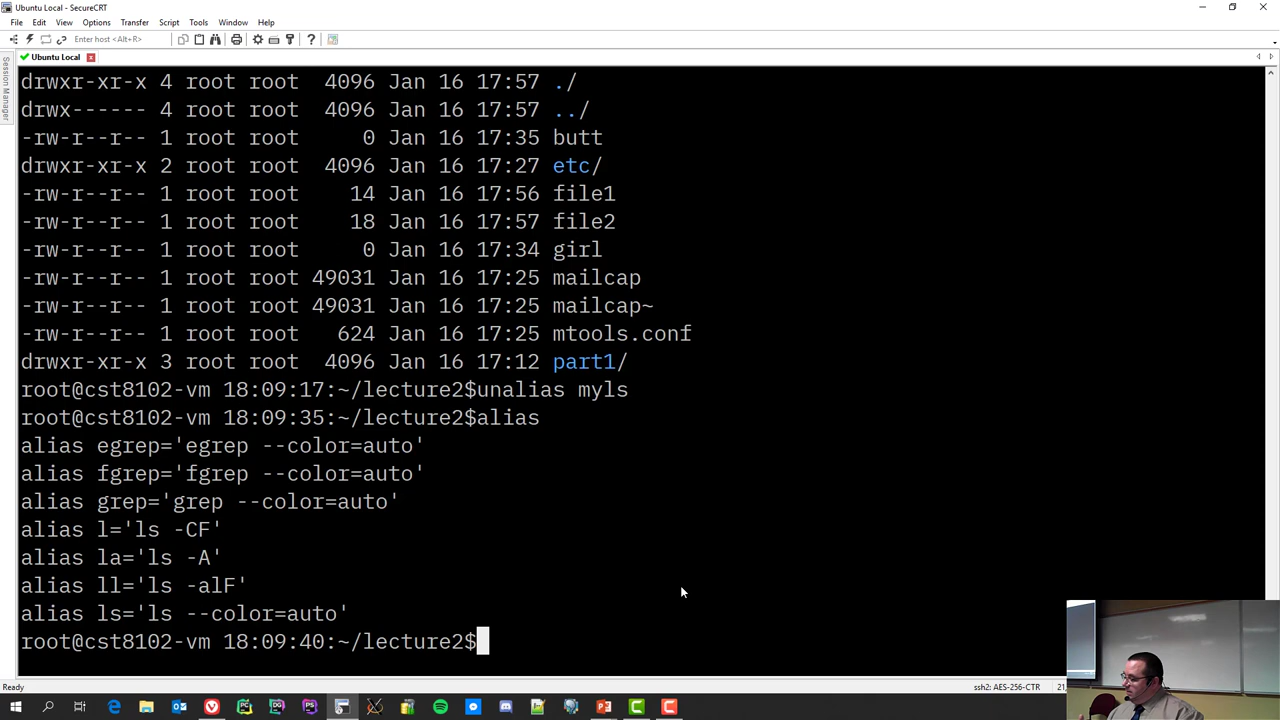 Ubuntu Local - SecureCRT
File Edit View Options Transfer Script Tools Window Help
Enter host <Alt+R>
Session Manager
Ubuntu Local
drwxr-xr-x 4 root root  4096 Jan 16 17:57 ./
drwx------ 4 root root  4096 Jan 16 17:57 ../
-rw-r--r-- 1 root root     0 Jan 16 17:35 butt
drwxr-xr-x 2 root root  4096 Jan 16 17:27 etc/
-rw-r--r-- 1 root root    14 Jan 16 17:56 file1
-rw-r--r-- 1 root root    18 Jan 16 17:57 file2
-rw-r--r-- 1 root root     0 Jan 16 17:34 girl
-rw-r--r-- 1 root root 49031 Jan 16 17:25 mailcap
-rw-r--r-- 1 root root 49031 Jan 16 17:25 mailcap~
-rw-r--r-- 1 root root   624 Jan 16 17:25 mtools.conf
drwxr-xr-x 3 root root  4096 Jan 16 17:12 part1/
root@cst8102-vm 18:09:17:~/lecture2$unalias myls
root@cst8102-vm 18:09:35:~/lecture2$alias
alias egrep='egrep --color=auto'
alias fgrep='fgrep --color=auto'
alias grep='grep --color=auto'
alias l='ls -CF'
alias la='ls -A'
alias ll='ls -alF'
alias ls='ls --color=auto'
root@cst8102-vm 18:09:40:~/lecture2$
Ready ssh2: AES-256-CTR 21,